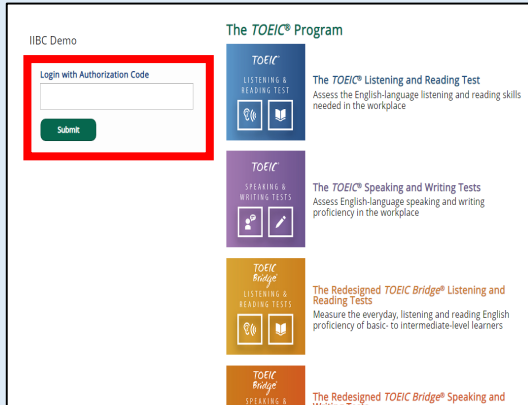 IIBC Demo
Login with Authorization Code
Submit
The TOEIC® Program
TOEIC
LISTENING &
READING TEST
The TOEIC® Listening and Reading Test
Assess the English-language listening and reading skills
needed in the workplace
TOEIC
SPEAKING &
WRITING TESTS
The TOEIC® Speaking and Writing Tests
Assess English-language speaking and writing
proficiency in the workplace
TOEIC
Bridge
LISTENING &
READING TESTS
The Redesigned TOEIC Bridge® Listening and
Reading Tests
Measure the everyday, listening and reading English
proficiency of basic- to intermediate-level learners
TOEIC
Bridge
SPEAKING &
The Redesigned TOEIC Bridge® Speaking and
Writing Tests